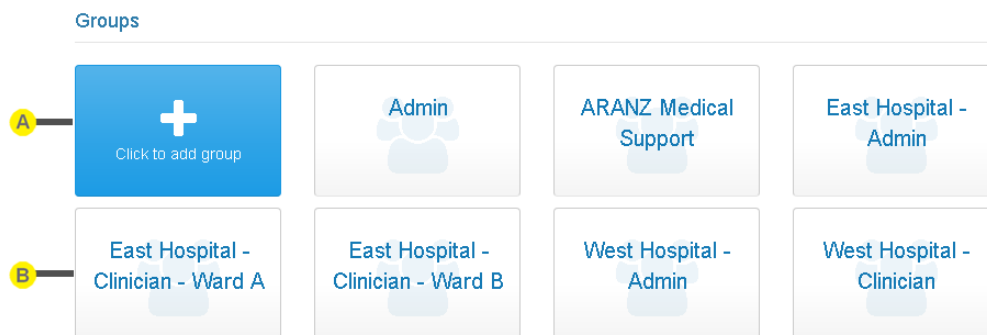 Groups
A
Click to add group
Admin
ARANZ Medical
Support
East Hospital -
Admin
B
East Hospital -
Clinician - Ward A
East Hospital -
Clinician - Ward B
West Hospital -
Admin
West Hospital -
Clinician